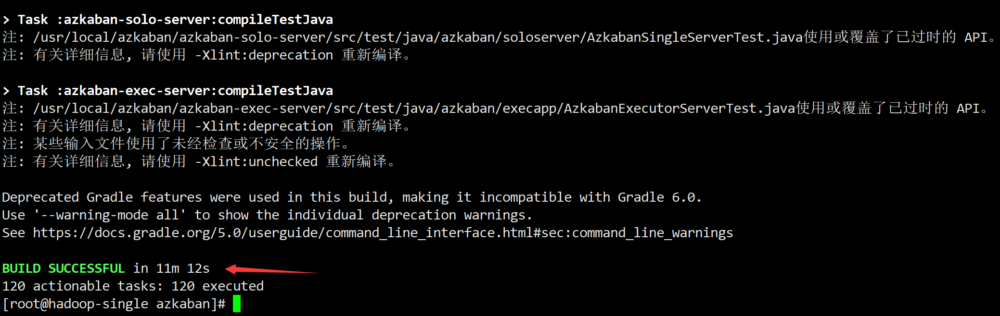 > Task :azkaban-solo-server:compileTestJava
注: /usr/local/azkaban/azkaban-solo-server/src/test/java/azkaban/soloserver/AzkabanSingleServerTest.java使用或覆盖了已过时的 API。
注: 有关详细信息, 请使用 -Xlint:deprecation 重新编译。
> Task :azkaban-exec-server:compileTestJava
注: /usr/local/azkaban/azkaban-exec-server/src/test/java/azkaban/execapp/AzkabanExecutorServerTest.java使用或覆盖了已过时的 API。
注: 有关详细信息, 请使用 -Xlint:deprecation 重新编译。
注: 某些输入文件使用了未经检查或不安全的操作。
注: 有关详细信息, 请使用 -Xlint:unchecked 重新编译。
Deprecated Gradle features were used in this build, making it incompatible with Gradle 6.0.
Use '--warning-mode all' to show the individual deprecation warnings.
See https://docs.gradle.org/5.0/userguide/command_line_interface.html#sec:command_line_warnings
BUILD SUCCESSFUL in 11m 12s
120 actionable tasks: 120 executed
[root@hadoop-single azkaban]#